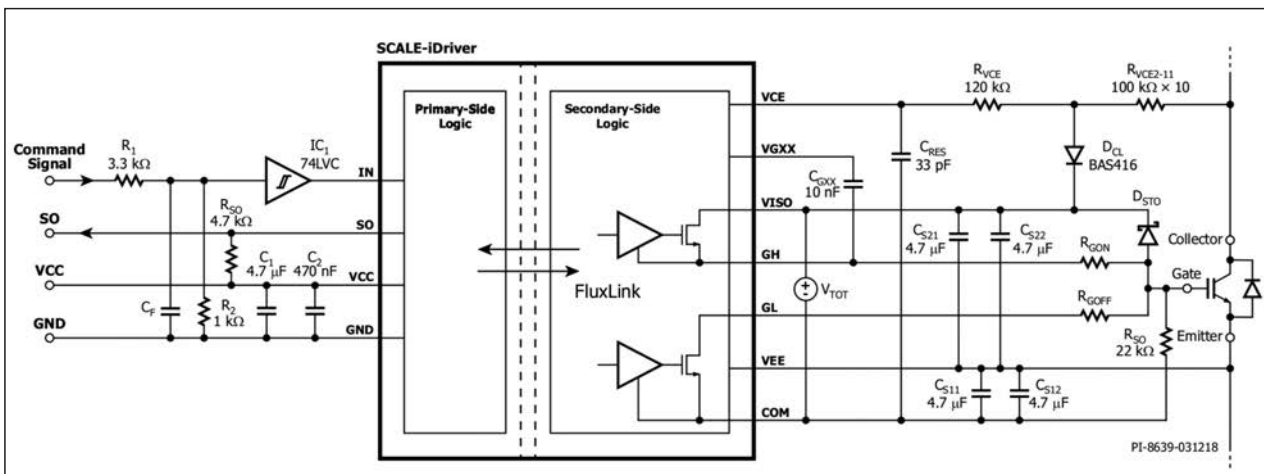 SCALE-iDriver
Primary-Side
Logic
Secondary-Side
Logic
Command
Signal
R1
3.3 kΩ
IC1
74LVC
IN
SO
RSO
4.7 kΩ
SO
VCC
C1
4.7 μF
C2
470 nF
VCC
GND
CF
R2
1 kΩ
GND
FluxLink
VCE
RVCE
120 kΩ
RVCE2-11
100 kΩ × 10
VGXX
CGXX
10 nF
CRES
33 pF
DCL
BAS416
VISO
DSTO
CS21
4.7 μF
CS22
4.7 μF
Collector
GH
RGON
Gate
VTOT
GL
RGOFF
RSO
22 kΩ
Emitter
VEE
CS11
4.7 μF
CS12
4.7 μF
COM
PI-8639-031218